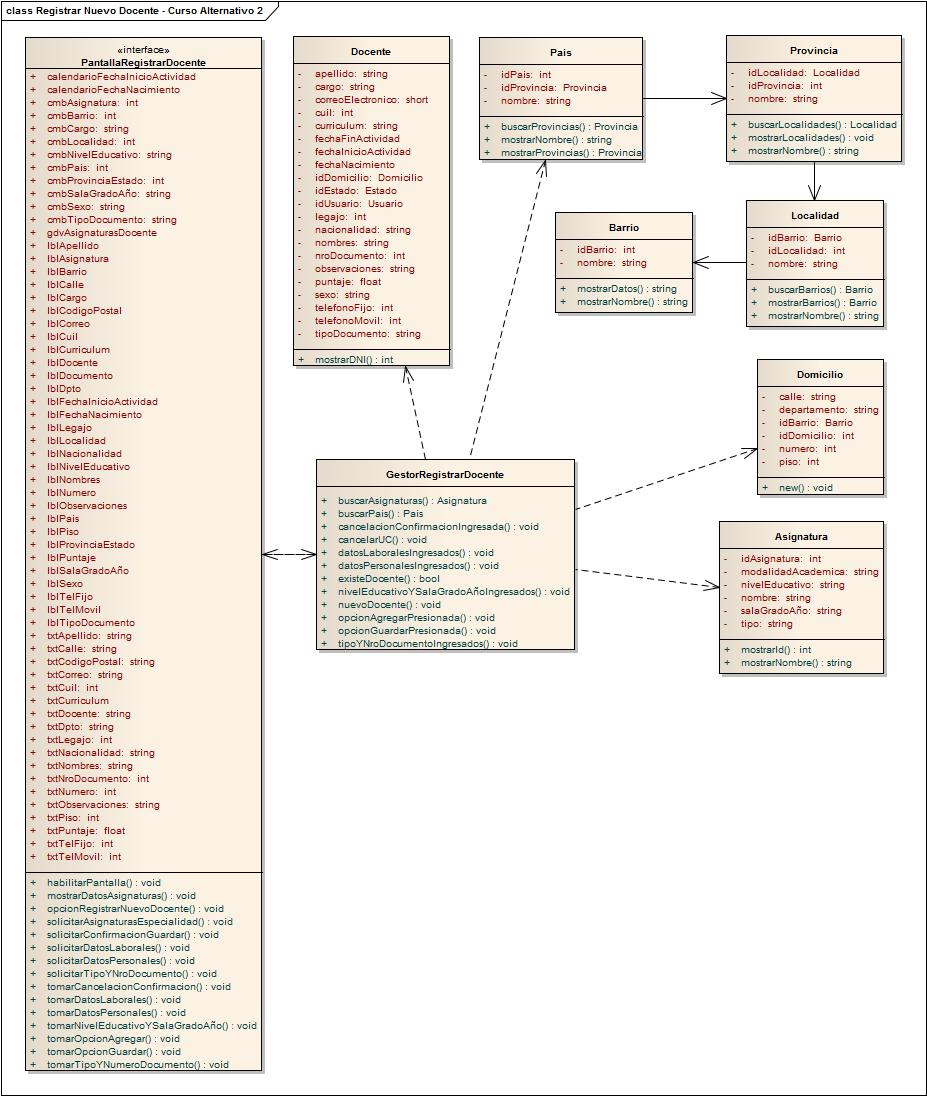 class Registrar Nuevo Docente - Curso Alternativo 2
«interface»
PantallaRegistrarDocente
+ calendarioFechaInicioActividad
+ calendarioFechaNacimiento
+ cmbAsignatura: int
+ cmbBarrio: int
+ cmbCargo: string
+ cmbLocalidad: int
+ cmbNivelEducativo: string
+ cmbPais: int
+ cmbProvinciaEstado: int
+ cmbSalaGradoAño: string
+ cmbSexo: string
+ cmbTipoDocumento: string
+ gdvAsignaturasDocente
+ lblApellido
+ lblAsignatura
+ lblBarrio
+ lblCalle
+ lblCargo
+ lblCodigoPostal
+ lblCorreo
+ lblCuil
+ lblCurriculum
+ lblDocente
+ lblDocumento
+ lblDpto
+ lblFechaInicioActividad
+ lblFechaNacimiento
+ lblLegajo
+ lblLocalidad
+ lblNacionalidad
+ lblNivelEducativo
+ lblNombres
+ lblNumero
+ lblObservaciones
+ lblPais
+ lblPiso
+ lblProvinciaEstado
+ lblPuntaje
+ lblSalaGradoAño
+ lblSexo
+ lblTelFijo
+ lblTelMovil
+ lblTipoDocumento
+ txtApellido: string
+ txtCalle: string
+ txtCodigoPostal: string
+ txtCorreo: string
+ txtCuil: int
+ txtCurriculum
+ txtDocente: string
+ txtDpto: string
+ txtLegajo: int
+ txtNacionalidad: string
+ txtNombres: string
+ txtNroDocumento: int
+ txtNumero: int
+ txtObservaciones: string
+ txtPiso: int
+ txtPuntaje: float
+ txtTelFijo: int
+ txtTelMovil: int
+ habilitarPantalla() : void
+ mostrarDatosAsignaturas() : void
+ opcionRegistrarNuevoDocente() : void
+ solicitarAsignaturasEspecialidad() : void
+ solicitarConfirmacionGuardar() : void
+ solicitarDatosLaborales() : void
+ solicitarDatosPersonales() : void
+ solicitarTipoYNroDocumento() : void
+ tomarCancelacionConfirmacion() : void
+ tomarDatosLaborales() : void
+ tomarDatosPersonales() : void
+ tomarNivelEducativoYSalaGradoAño() : void
+ tomarOpcionAgregar() : void
+ tomarOpcionGuardar() : void
+ tomarTipoYNumeroDocumento() : void
Docente
- apellido: string
- cargo: string
- correoElectronico: short
- cuil: int
- curriculum: string
- fechaFinActividad
- fechaInicioActividad
- fechaNacimiento
- idDomicilio: Domicilio
- idEstado: Estado
- idUsuario: Usuario
- legajo: int
- nacionalidad: string
- nombres: string
- nroDocumento: int
- observaciones: string
- puntaje: float
- sexo: string
- telefonoFijo: int
- telefonoMovil: int
- tipoDocumento: string
+ mostrarDNI() : int
Pais
- idPais: int
- idProvincia: Provincia
- nombre: string
+ buscarProvincias() : Provincia
+ mostrarNombre() : string
+ mostrarProvincias() : Provincia
Provincia
- idLocalidad: Localidad
- idProvincia: int
- nombre: string
+ buscarLocalidades() : Localidad
+ mostrarLocalidades() : void
+ mostrarNombre() : string
Barrio
- idBarrio: int
- nombre: string
+ mostrarDatos() : string
+ mostrarNombre() : string
Localidad
- idBarrio: Barrio
- idLocalidad: int
- nombre: string
+ buscarBarrios() : Barrio
+ mostrarBarrios() : Barrio
+ mostrarNombre() : string
Domicilio
- calle: string
- departamento: string
- idBarrio: Barrio
- idDomicilio: int
- numero: int
- piso: int
+ new() : void
GestorRegistrarDocente
+ buscarAsignaturas() : Asignatura
+ buscarPais() : Pais
+ cancelacionConfirmacionIngresada() : void
+ cancelarUC() : void
+ datosLaboralesIngresados() : void
+ datosPersonalesIngresados() : void
+ existeDocente() : bool
+ nivelEducativoYSalaGradoAñoIngresados() : void
+ nuevoDocente() : void
+ opcionAgregarPresionada() : void
+ opcionGuardarPresionada() : void
+ tipoYNroDocumentoIngresados() : void
Asignatura
- idAsignatura: int
- modalidadAcademica: string
- nivelEducativo: string
- nombre: string
- salaGradoAño: string
- tipo: string
+ mostrarId() : int
+ mostrarNombre() : string